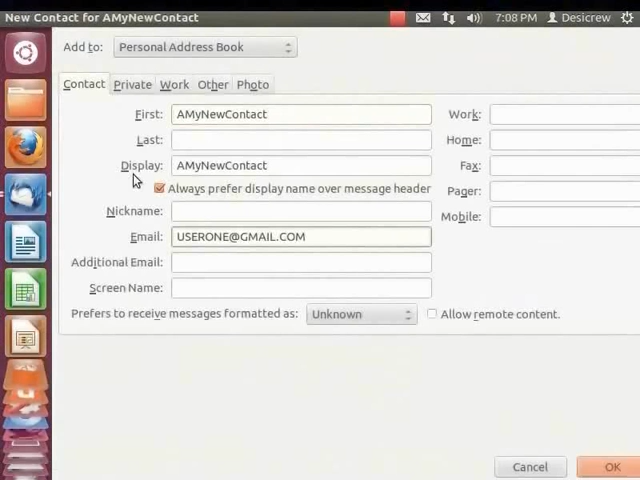 New Contact for AMyNewContact 7:08 PM Desicrew
Add to: Personal Address Book
Contact Private Work Other Photo
First: AMyNewContact Work:
Last: Home:
Display: AMyNewContact Fax:
Always prefer display name over message header
Pager:
Nickname: Mobile:
Email: USERONE@GMAIL.COM
Additional Email:
Screen Name:
Prefers to receive messages formatted as: Unknown Allow remote content.
Cancel OK